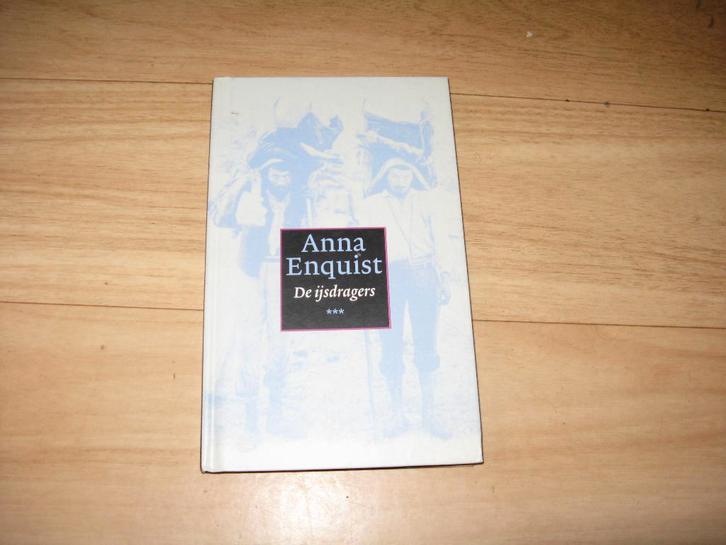 Anna
Enquist
De ijsdragers
***